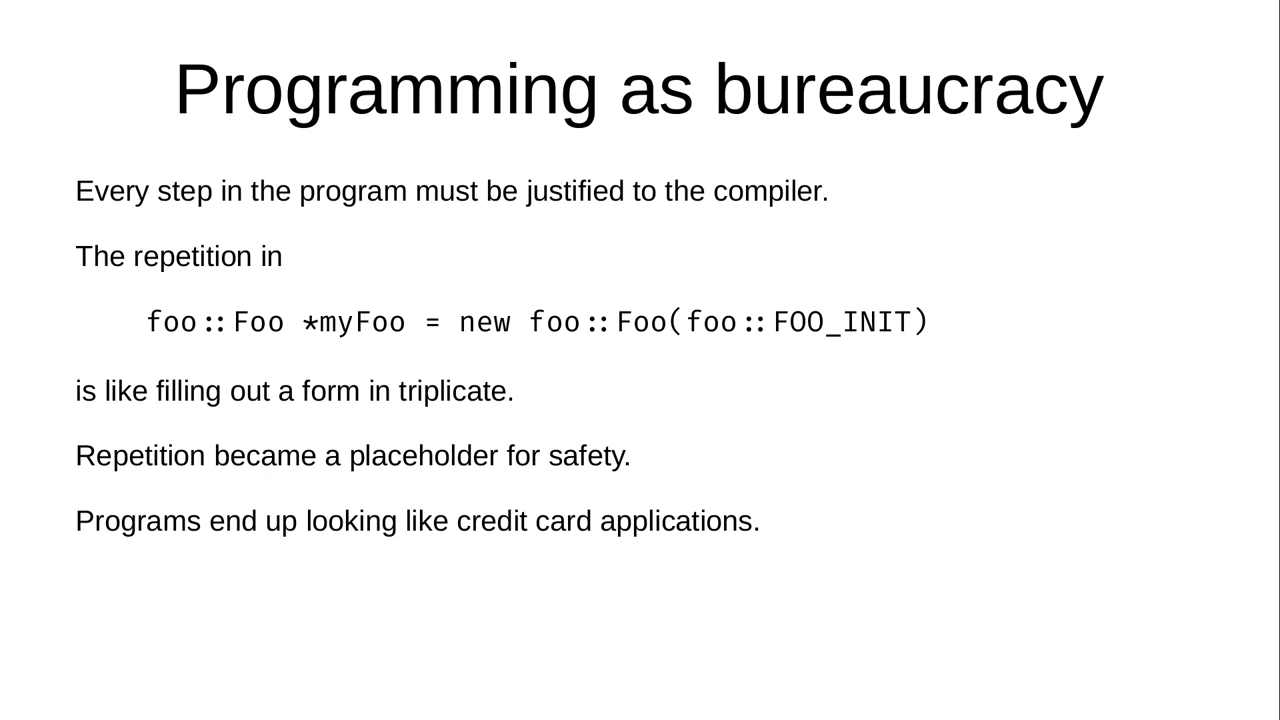 Programming as bureaucracy
Every step in the program must be justified to the compiler.
The repetition in
foo::Foo *myFoo = new foo::Foo(foo::FOO_INIT)
is like filling out a form in triplicate.
Repetition became a placeholder for safety.
Programs end up looking like credit card applications.